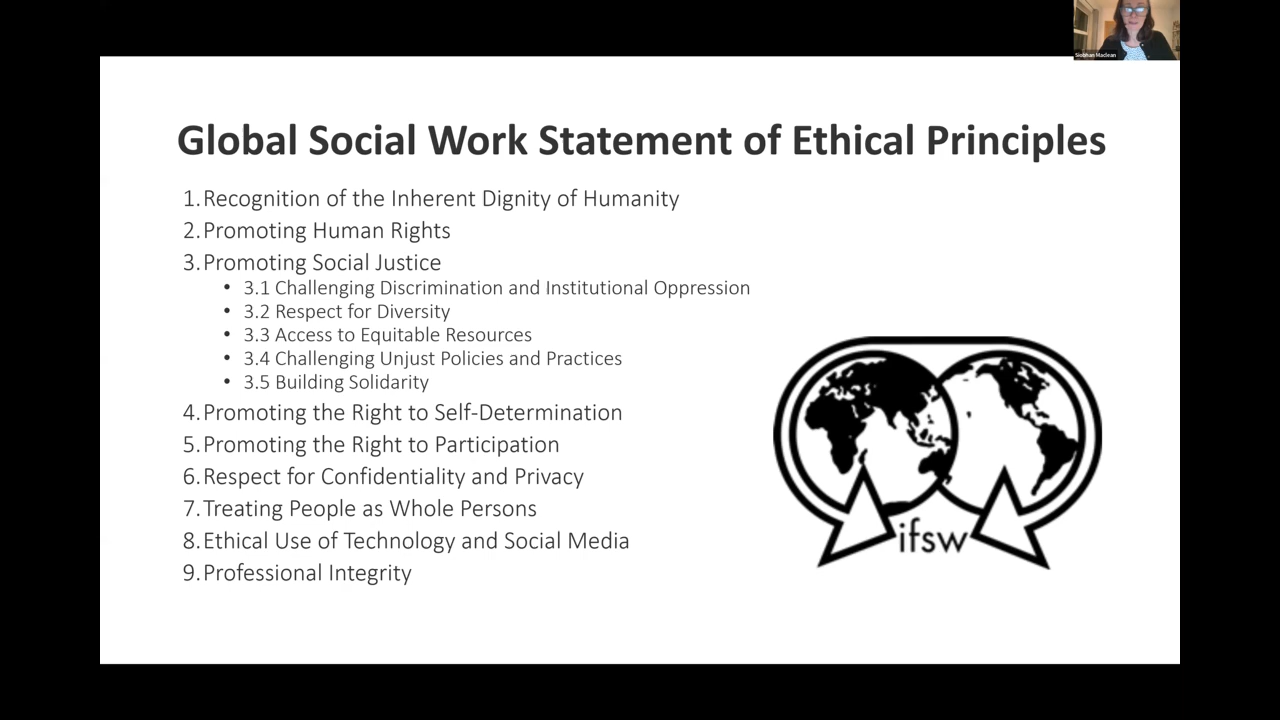 Siobhan Maclean
Global Social Work Statement of Ethical Principles
1. Recognition of the Inherent Dignity of Humanity
2. Promoting Human Rights
3. Promoting Social Justice
• 3.1 Challenging Discrimination and Institutional Oppression
• 3.2 Respect for Diversity
• 3.3 Access to Equitable Resources
• 3.4 Challenging Unjust Policies and Practices
• 3.5 Building Solidarity
4. Promoting the Right to Self-Determination
5. Promoting the Right to Participation
6. Respect for Confidentiality and Privacy
7. Treating People as Whole Persons
8. Ethical Use of Technology and Social Media
9. Professional Integrity
ifsw